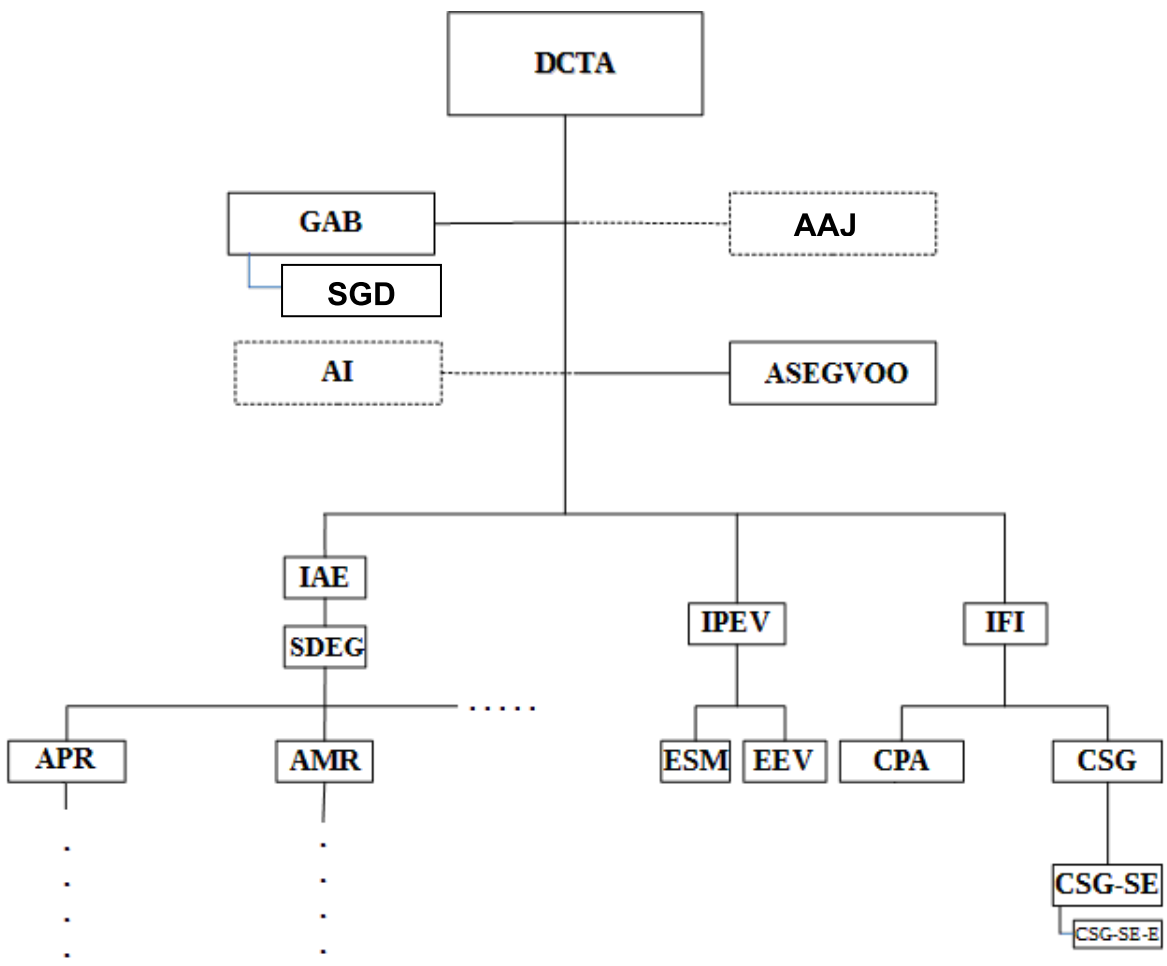 DCTA
GAB
AAJ
SGD
AI
ASEGVOO
IAE
IPEV
IFI
SDEG
.....
APR
AMR
ESM
EEV
CPA
CSG
CSG-SE
CSG-SE-E